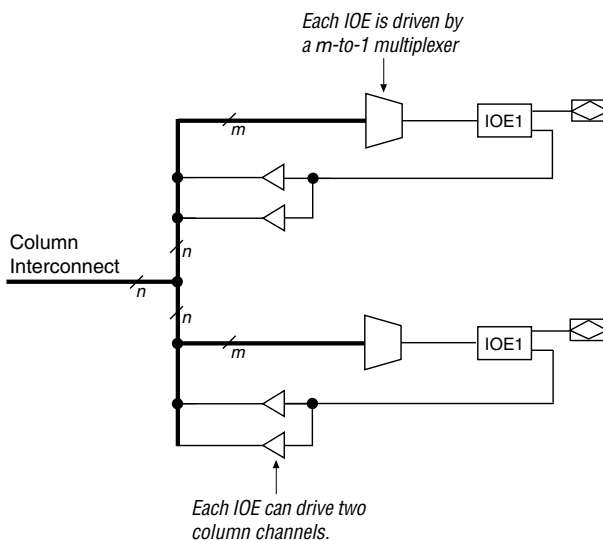 Each IOE is driven by
a m-to-1 multiplexer
m
IOE1
n
Column
Interconnect
n
n
m
IOE1
Each IOE can drive two
column channels.